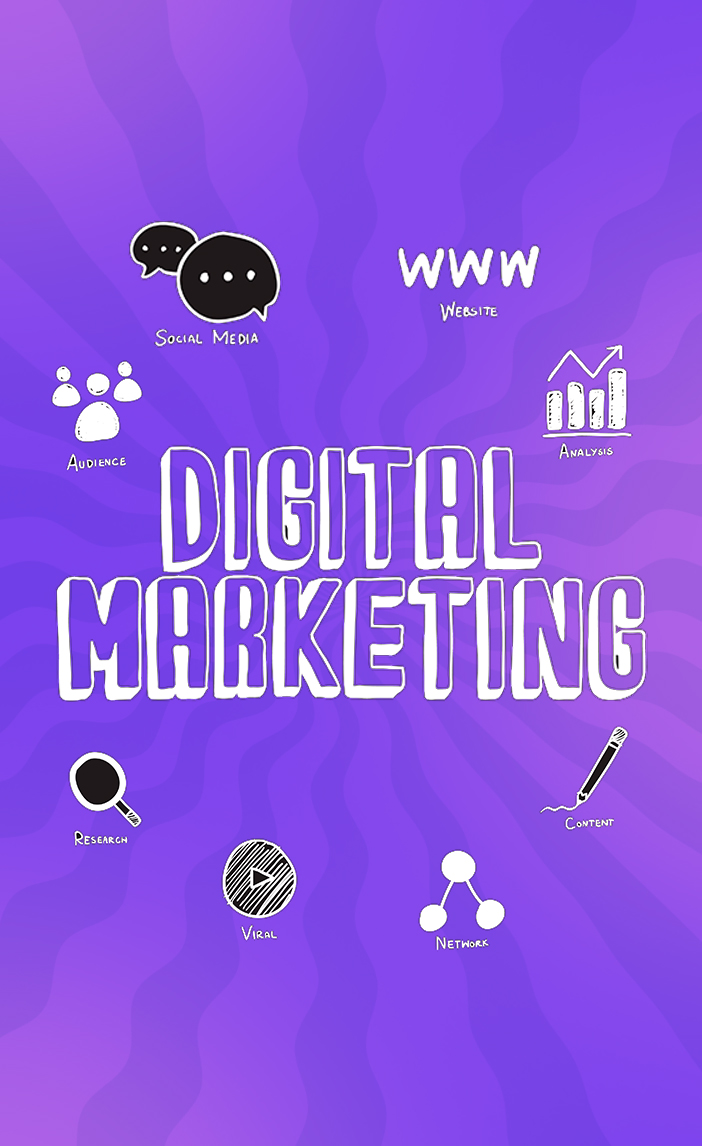 WWW
Social Media
Website
Analysis
Audience
DIGITAL
MARKETING
Research
Content
Viral
Network